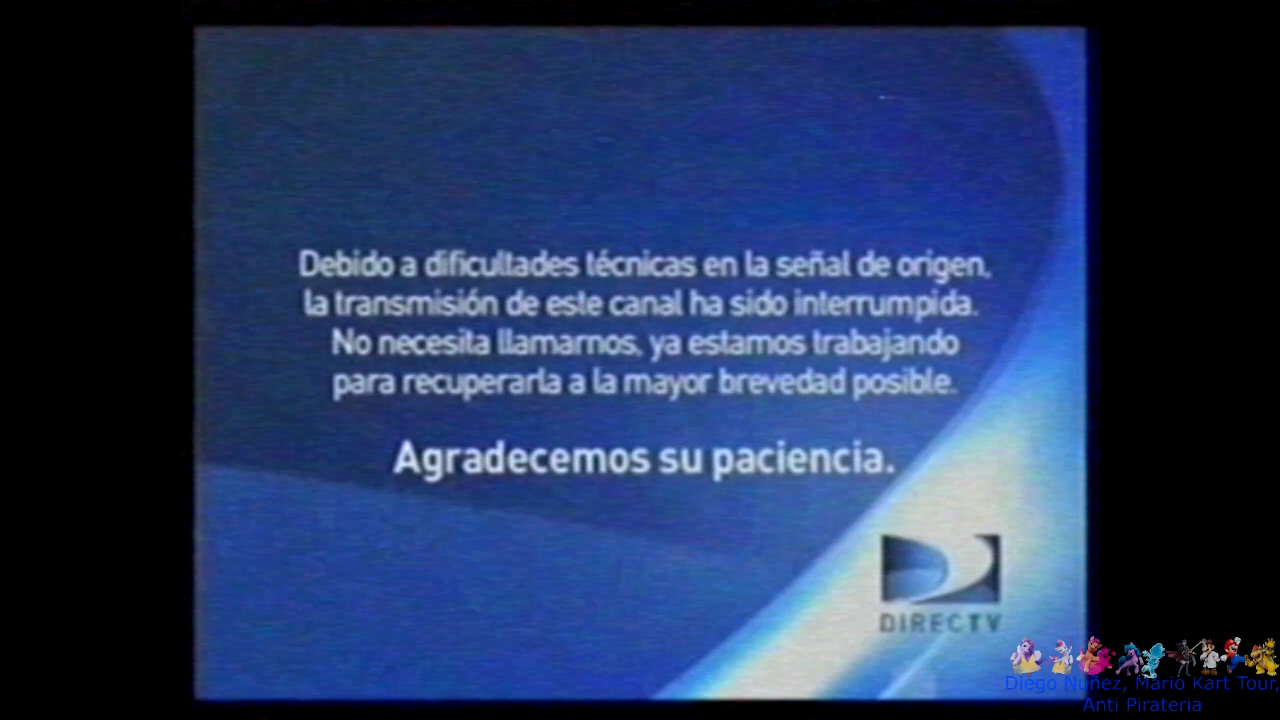 Debido a dificultades técnicas en la señal de origen,
la transmisión de este canal ha sido interrumpida.
No necesita llamarnos, ya estamos trabajando
para recuperarla a la mayor brevedad posible.
Agradecemos su paciencia.
DIRECTV
Diego Nuñez, Mario Kart Tour,
Anti Pirateria